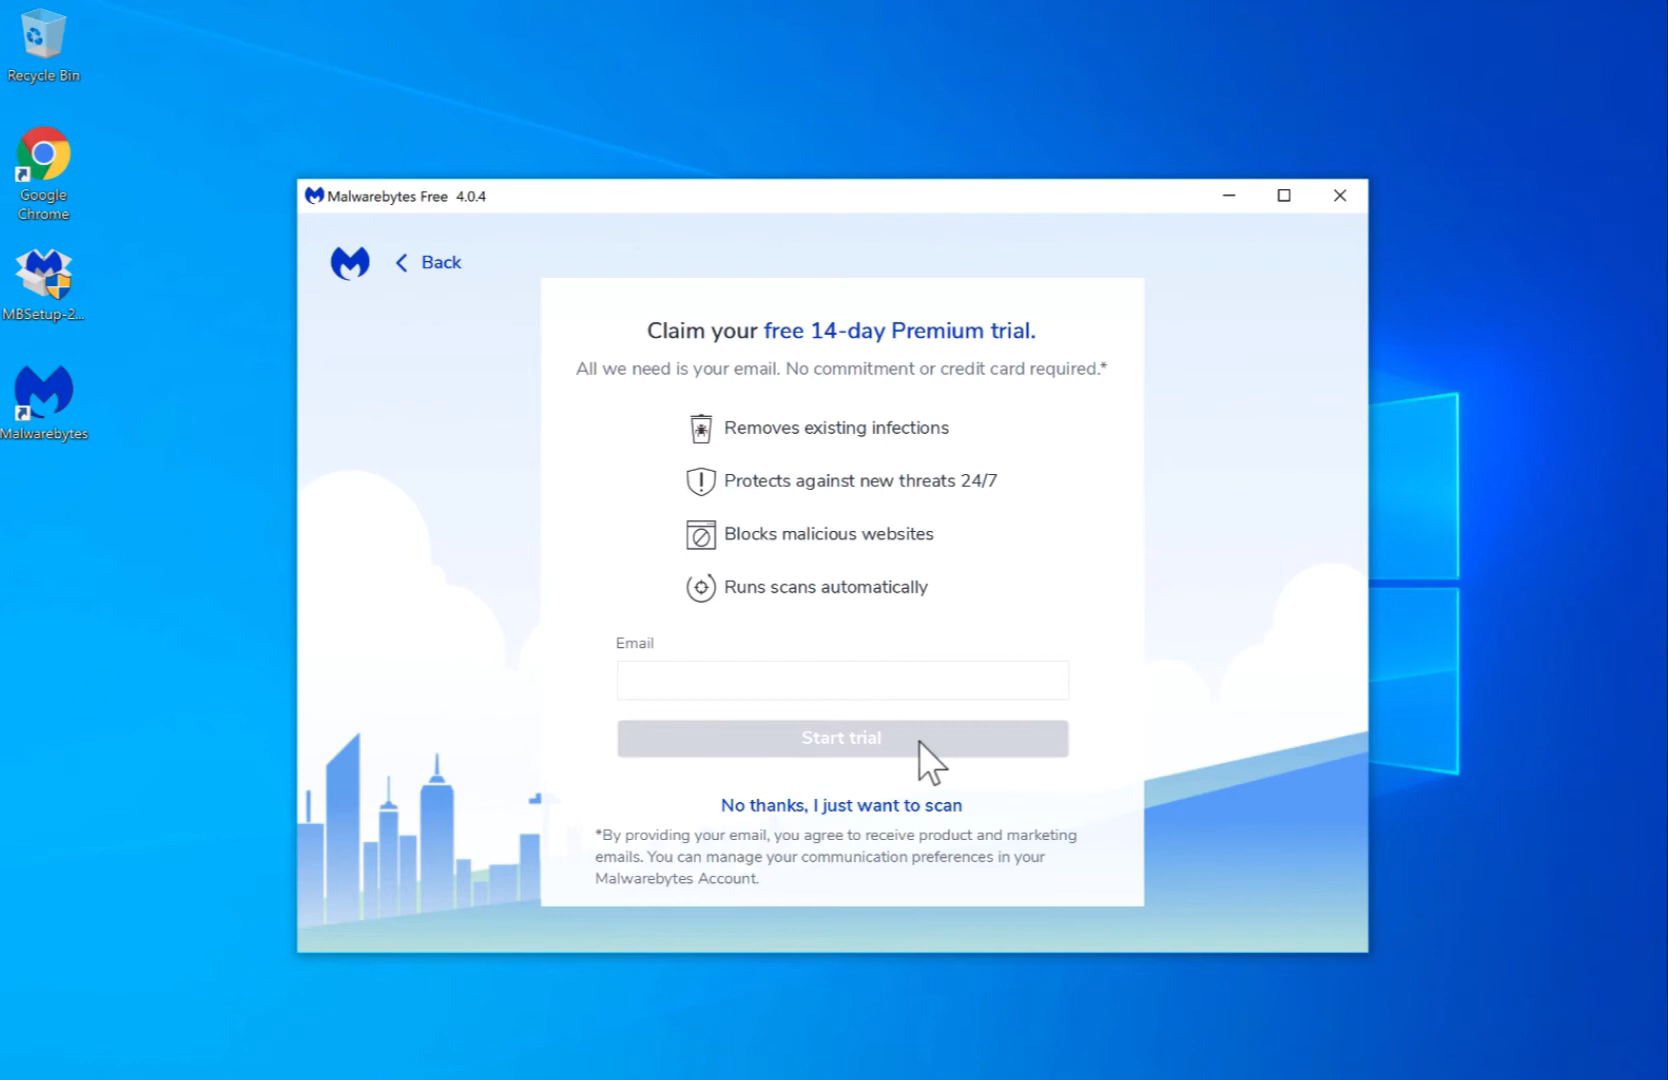 Recycle Bin
Google
Chrome
MBSetup-2...
Malwarebytes
Malwarebytes Free 4.0.4
Back
Claim your free 14-day Premium trial.
All we need is your email. No commitment or credit card required.*
Removes existing infections
Protects against new threats 24/7
Blocks malicious websites
Runs scans automatically
Email
Start trial
No thanks, I just want to scan
*By providing your email, you agree to receive product and marketing
emails. You can manage your communication preferences in your
Malwarebytes Account.